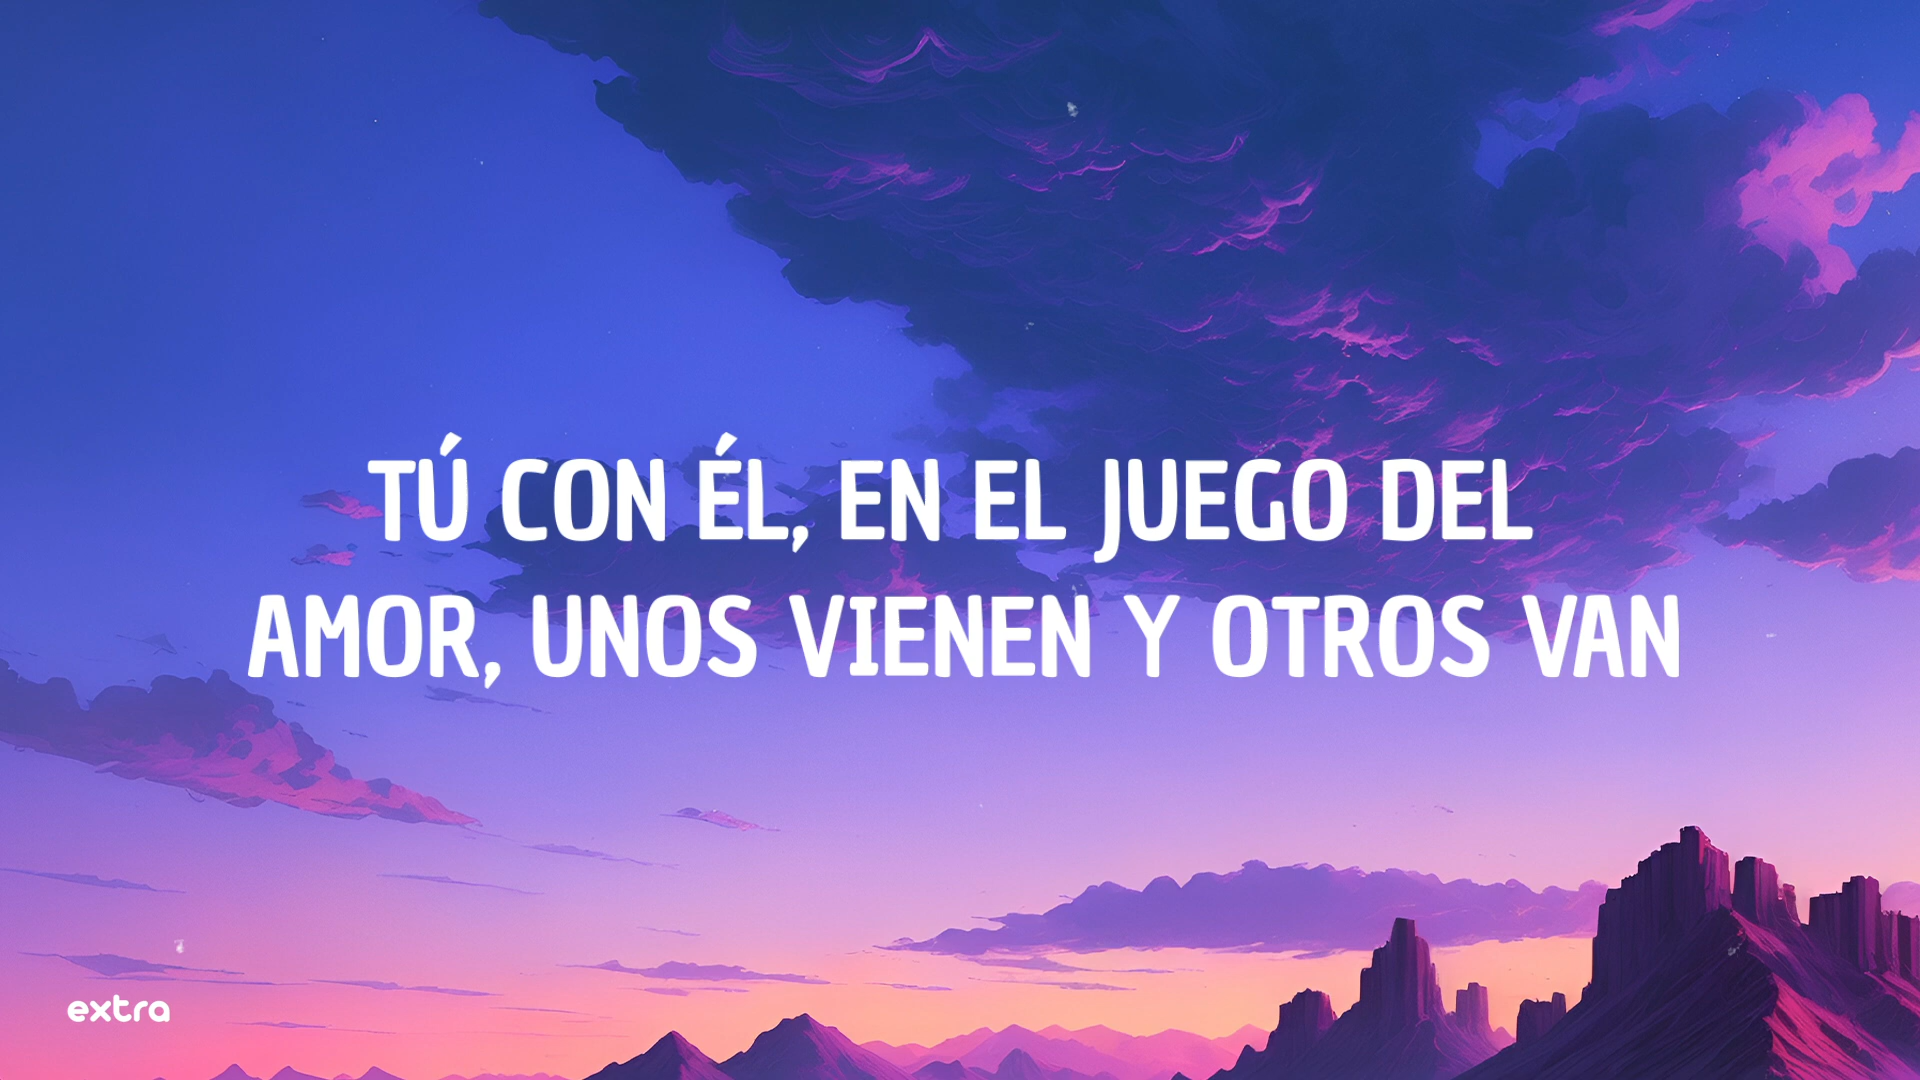 TÚ CON ÉL, EN EL JUEGO DEL
AMOR, UNOS VIENEN Y OTROS VAN
extra